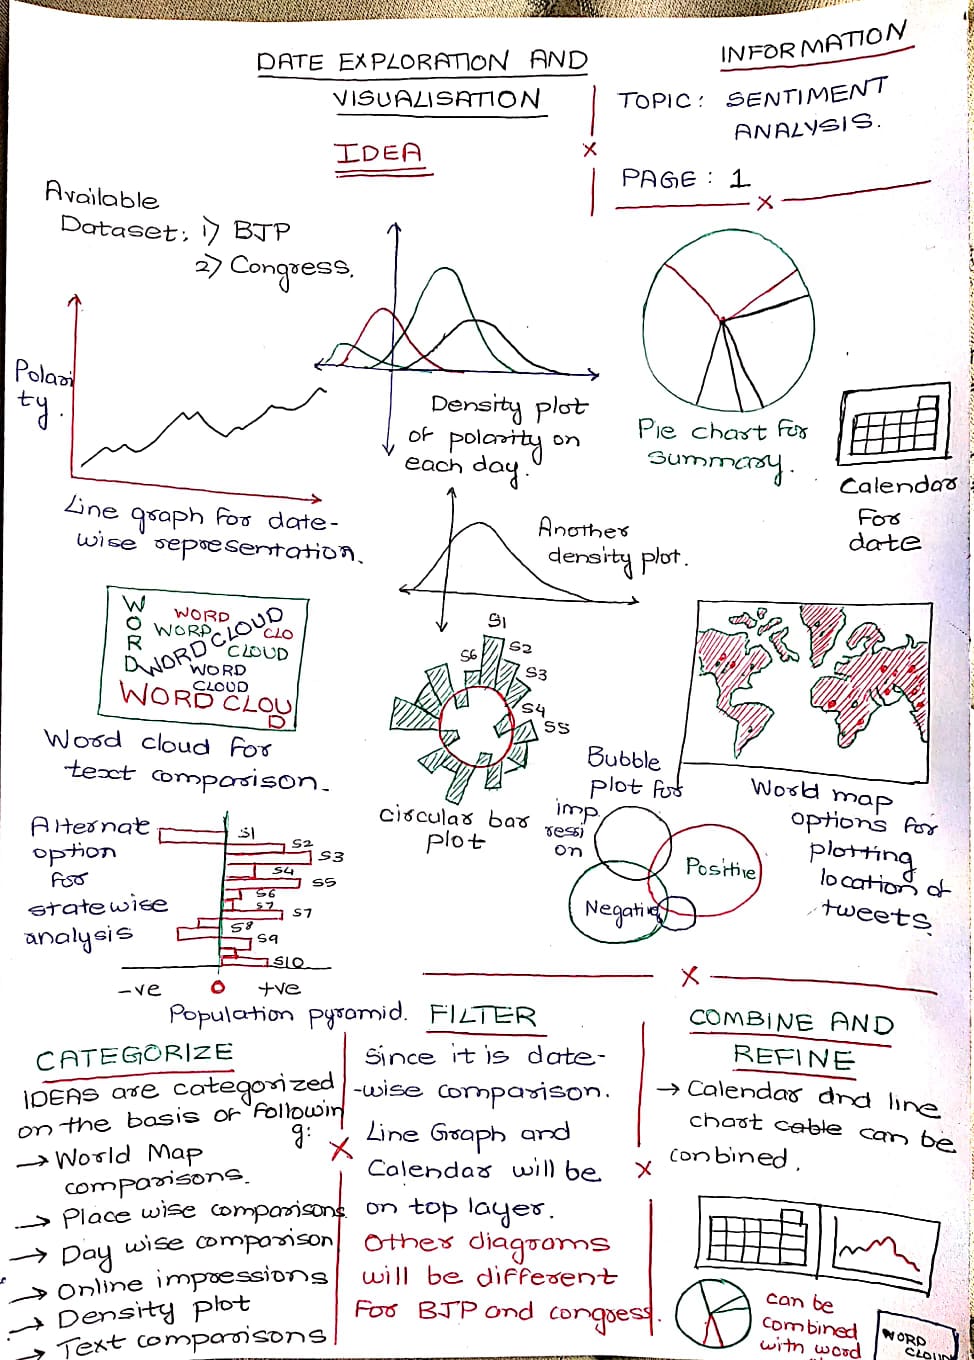 DATE EXPLORATION AND
VISUALISATION
IDEA
INFORMATION
TOPIC: SENTIMENT
ANALYSIS.
PAGE: 1
Available
Dataset: 1) BJP
2) Congress.
Polari
ty.
Line graph for date-
wise representation.
Density plot
of polarity on
each day.
Pie chart for
summary.
Calendar
For
date
Another
density plot.
WORD
WORD
WORD
CLOUD
CLO
WORD CLOUD
CLOUD
WORD
CLOUD
WORD CLOU
D
Word cloud for
text comparison.
S1
S2
S3
S4
S5
S6
circular bar
plot
Bubble
plot for
imp
ressi
on
Positive
Negative
World map
options for
plotting
location of
tweets.
Alternate
option
for
statewise
analysis
S1
S2
S3
S4
S5
S6
S7
S7
S8
S9
S10
-ve
0
+ve
Population pyramid.
CATEGORIZE
IDEAS are categorized
on the basis of followin
g:
→ World Map
comparisons.
→ Place wise comparisons
→ Day wise comparison
→ Online impressions
→ Density plot
→ Text comparisons
FILTER
Since it is date-
-wise comparison.
Line Graph and
Calendar will be
on top layer.
Other diagrams
will be different
For BJP and congress.
COMBINE AND
REFINE
→ Calendar and line
chart cable can be
conbined.
can be
combined
with word
WORD
CLOUD